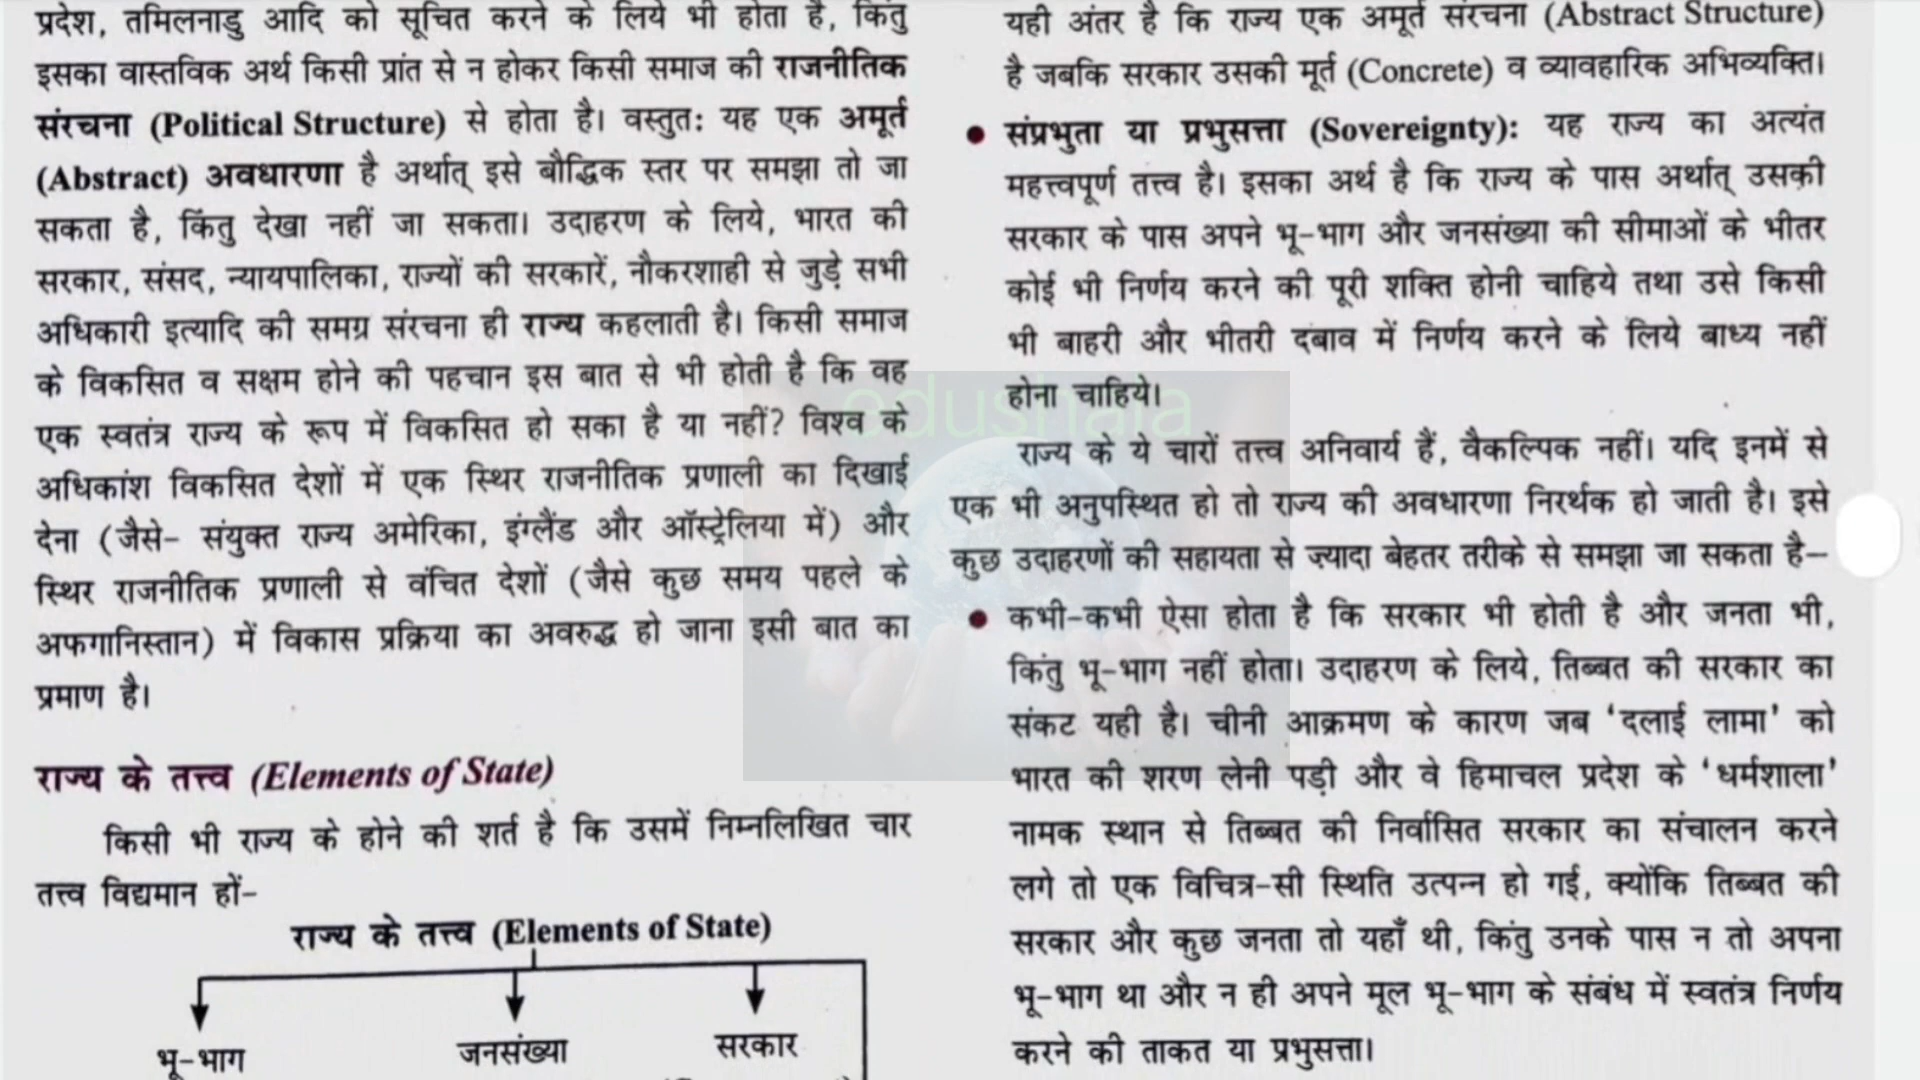 प्रदेश, तमिलनाडु आदि को सूचित करने के लिये भी होता है, किंतु
इसका वास्तविक अर्थ किसी प्रांत से न होकर किसी समाज की राजनीतिक
संरचना (Political Structure) से होता है। वस्तुतः यह एक अमूर्त
(Abstract) अवधारणा है अर्थात् इसे बौद्धिक स्तर पर समझा तो जा
सकता है, किंतु देखा नहीं जा सकता। उदाहरण के लिये, भारत की
सरकार, संसद, न्यायपालिका, राज्यों की सरकारें, नौकरशाही से जुड़े सभी
अधिकारी इत्यादि की समग्र संरचना ही राज्य कहलाती है। किसी समाज
के विकसित व सक्षम होने की पहचान इस बात से भी होती है कि वह
एक स्वतंत्र राज्य के रूप में विकसित हो सका है या नहीं? विश्व के
अधिकांश विकसित देशों में एक स्थिर राजनीतिक प्रणाली का दिखाई
देना (जैसे- संयुक्त राज्य अमेरिका, इंग्लैंड और ऑस्ट्रेलिया में) और
स्थिर राजनीतिक प्रणाली से वंचित देशों (जैसे कुछ समय पहले के
अफगानिस्तान) में विकास प्रक्रिया का अवरुद्ध हो जाना इसी बात का
प्रमाण है।
राज्य के तत्त्व (Elements of State)
किसी भी राज्य के होने की शर्त है कि उसमें निम्नलिखित चार
तत्त्व विद्यमान हों-
राज्य के तत्त्व (Elements of State)
भू-भाग जनसंख्या सरकार
यही अंतर है कि राज्य एक अमूर्त संरचना (Abstract Structure)
है जबकि सरकार उसकी मूर्त (Concrete) व व्यावहारिक अभिव्यक्ति।
● संप्रभुता या प्रभुसत्ता (Sovereignty): यह राज्य का अत्यंत
महत्त्वपूर्ण तत्त्व है। इसका अर्थ है कि राज्य के पास अर्थात् उसकी
सरकार के पास अपने भू-भाग और जनसंख्या की सीमाओं के भीतर
कोई भी निर्णय करने की पूरी शक्ति होनी चाहिये तथा उसे किसी
भी बाहरी और भीतरी दबाव में निर्णय करने के लिये बाध्य नहीं
होना चाहिये।
edushala
राज्य के ये चारों तत्त्व अनिवार्य हैं, वैकल्पिक नहीं। यदि इनमें से
एक भी अनुपस्थित हो तो राज्य की अवधारणा निरर्थक हो जाती है। इसे
कुछ उदाहरणों की सहायता से ज़्यादा बेहतर तरीके से समझा जा सकता है-
● कभी-कभी ऐसा होता है कि सरकार भी होती है और जनता भी,
किंतु भू-भाग नहीं होता। उदाहरण के लिये, तिब्बत की सरकार का
संकट यही है। चीनी आक्रमण के कारण जब ‘दलाई लामा’ को
भारत की शरण लेनी पड़ी और वे हिमाचल प्रदेश के ‘धर्मशाला’
नामक स्थान से तिब्बत की निर्वासित सरकार का संचालन करने
लगे तो एक विचित्र-सी स्थिति उत्पन्न हो गई, क्योंकि तिब्बत की
सरकार और कुछ जनता तो यहाँ थी, किंतु उनके पास न तो अपना
भू-भाग था और न ही अपने मूल भू-भाग के संबंध में स्वतंत्र निर्णय
करने की ताकत या प्रभुसत्ता।